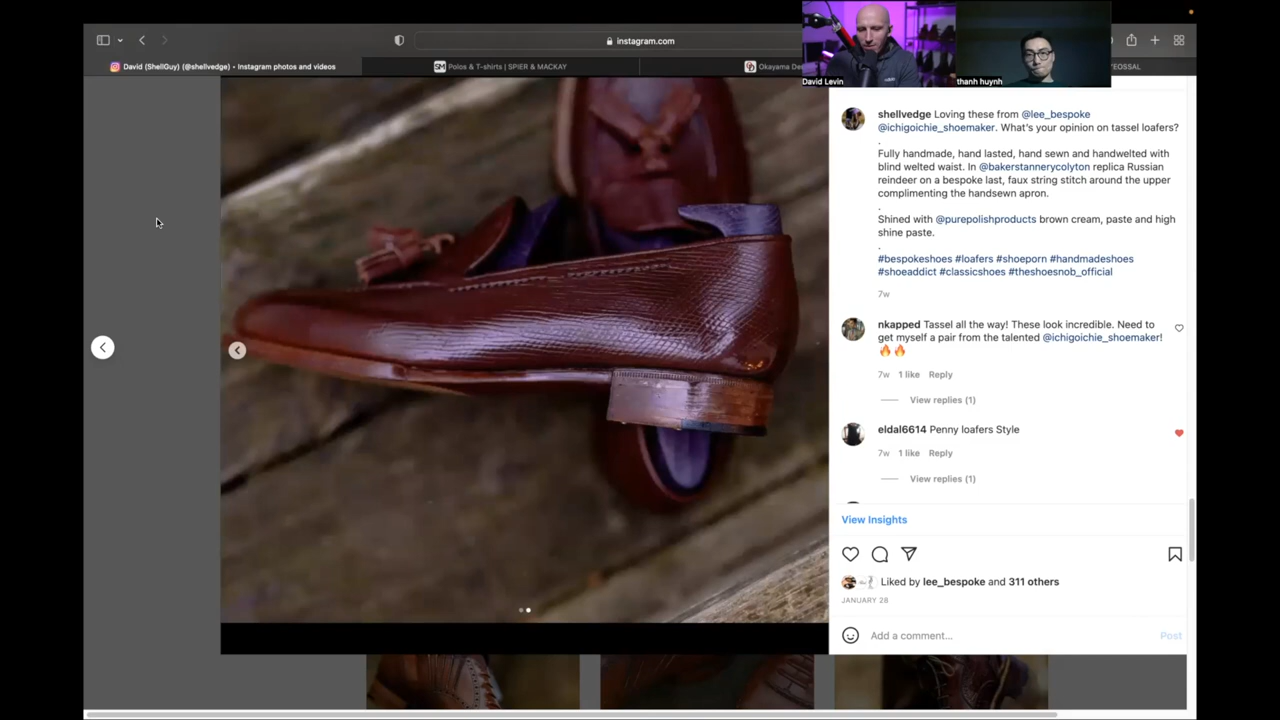 instagram.com
David (ShellGuy) (@shellvedge) • Instagram photos and videos
Polos & T-shirts | SPIER & MACKAY
David Levin
thanh huynh
shellvedge Loving these from @lee_bespoke
@ichigoichie_shoemaker. What's your opinion on tassel loafers?
.
Fully handmade, hand lasted, hand sewn and handwelted with
blind welted waist. In @bakerstannerycolyton replica Russian
reindeer on a bespoke last, faux string stitch around the upper
complimenting the handsewn apron.
.
Shined with @purepolishproducts brown cream, paste and high
shine paste.
.
#bespokeshoes #loafers #shoeporn #handmadeshoes
#shoeaddict #classicshoes #theshoesnob_official
7w
nkapped Tassel all the way! These look incredible. Need to
get myself a pair from the talented @ichigoichie_shoemaker!
🔥🔥
7w 1 like Reply
View replies (1)
eldal6614 Penny loafers Style
7w 1 like Reply
View replies (1)
View Insights
Liked by lee_bespoke and 311 others
JANUARY 28
Add a comment...
Post